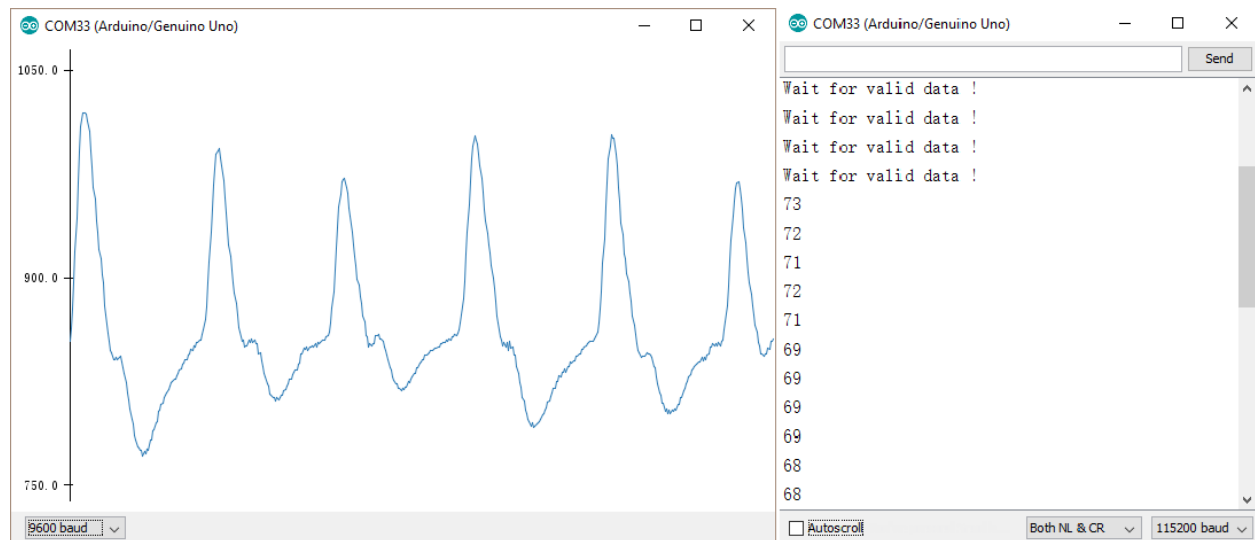 COM33 (Arduino/Genuino Uno)
1050.0
900.0
750.0
9600 baud
COM33 (Arduino/Genuino Uno)
Send
Wait for valid data !
Wait for valid data !
Wait for valid data !
Wait for valid data !
73
72
71
72
71
69
69
69
69
68
68
Autoscroll
Both NL & CR
115200 baud